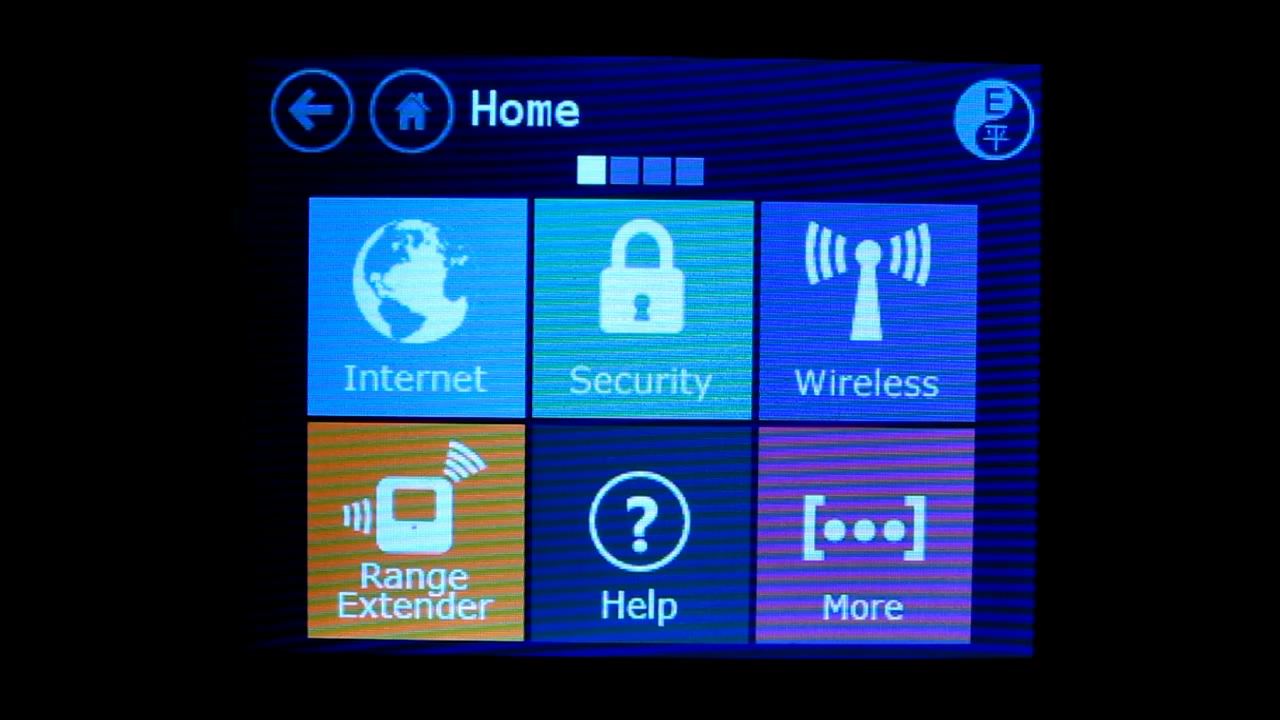 Home
E
平
Internet
Security
Wireless
Range
Extender
?
Help
[•••]
More